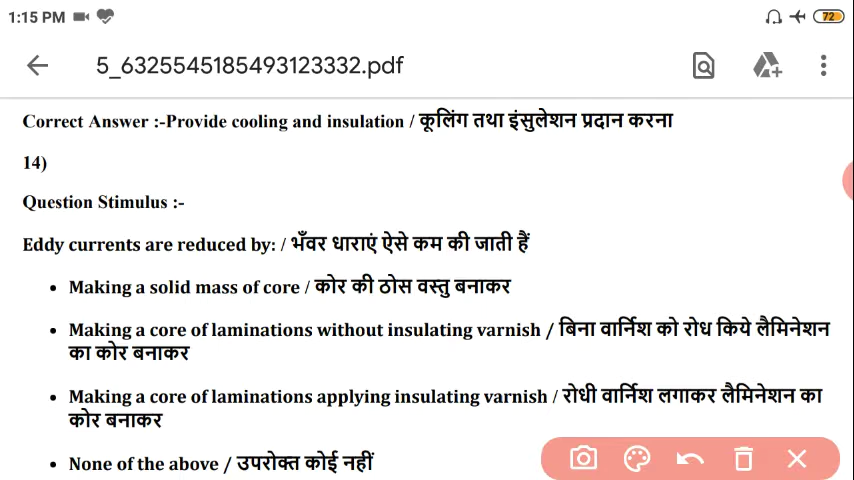 1:15 PM
72
5_6325545185493123332.pdf
Correct Answer :-Provide cooling and insulation / कूलिंग तथा इंसुलेशन प्रदान करना
14)
Question Stimulus :-
Eddy currents are reduced by: / भँवर धाराएं ऐसे कम की जाती हैं
• Making a solid mass of core / कोर की ठोस वस्तु बनाकर
• Making a core of laminations without insulating varnish / बिना वार्निश को रोध किये लैमिनेशन
का कोर बनाकर
• Making a core of laminations applying insulating varnish / रोधी वार्निश लगाकर लैमिनेशन का
कोर बनाकर
• None of the above / उपरोक्त कोई नहीं